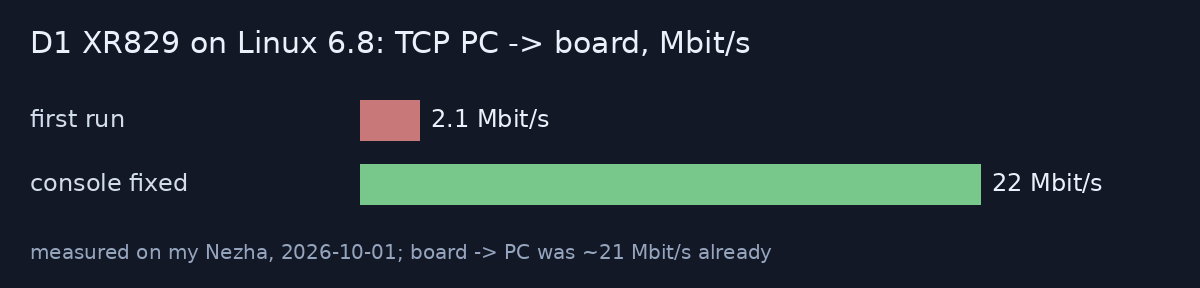 D1 XR829 on Linux 6.8: TCP PC -> board, Mbit/s
first run 2.1 Mbit/s
console fixed 22 Mbit/s
measured on my Nezha, 2026-10-01; board -> PC was ~21 Mbit/s already